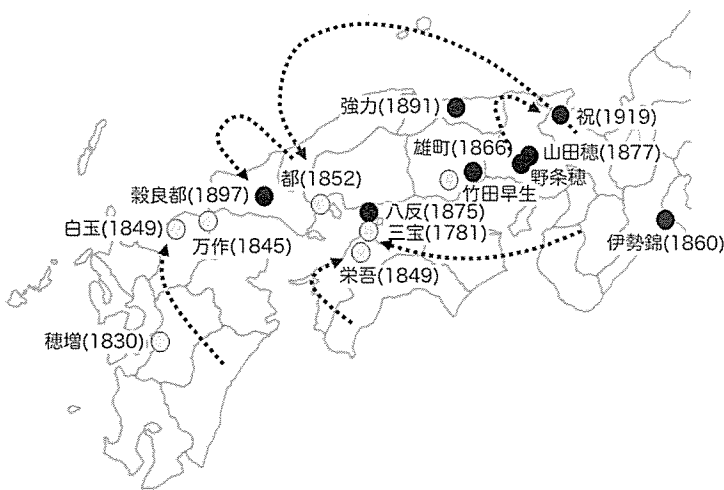 強力(1891)
祝(1919)
雄町(1866)
山田穂(1877)
野条穂
都(1852)
竹田早生
穀良都(1897)
八反(1875)
白玉(1849)
三宝(1781)
万作(1845)
伊勢錦(1860)
栄吾(1849)
穂増(1830)